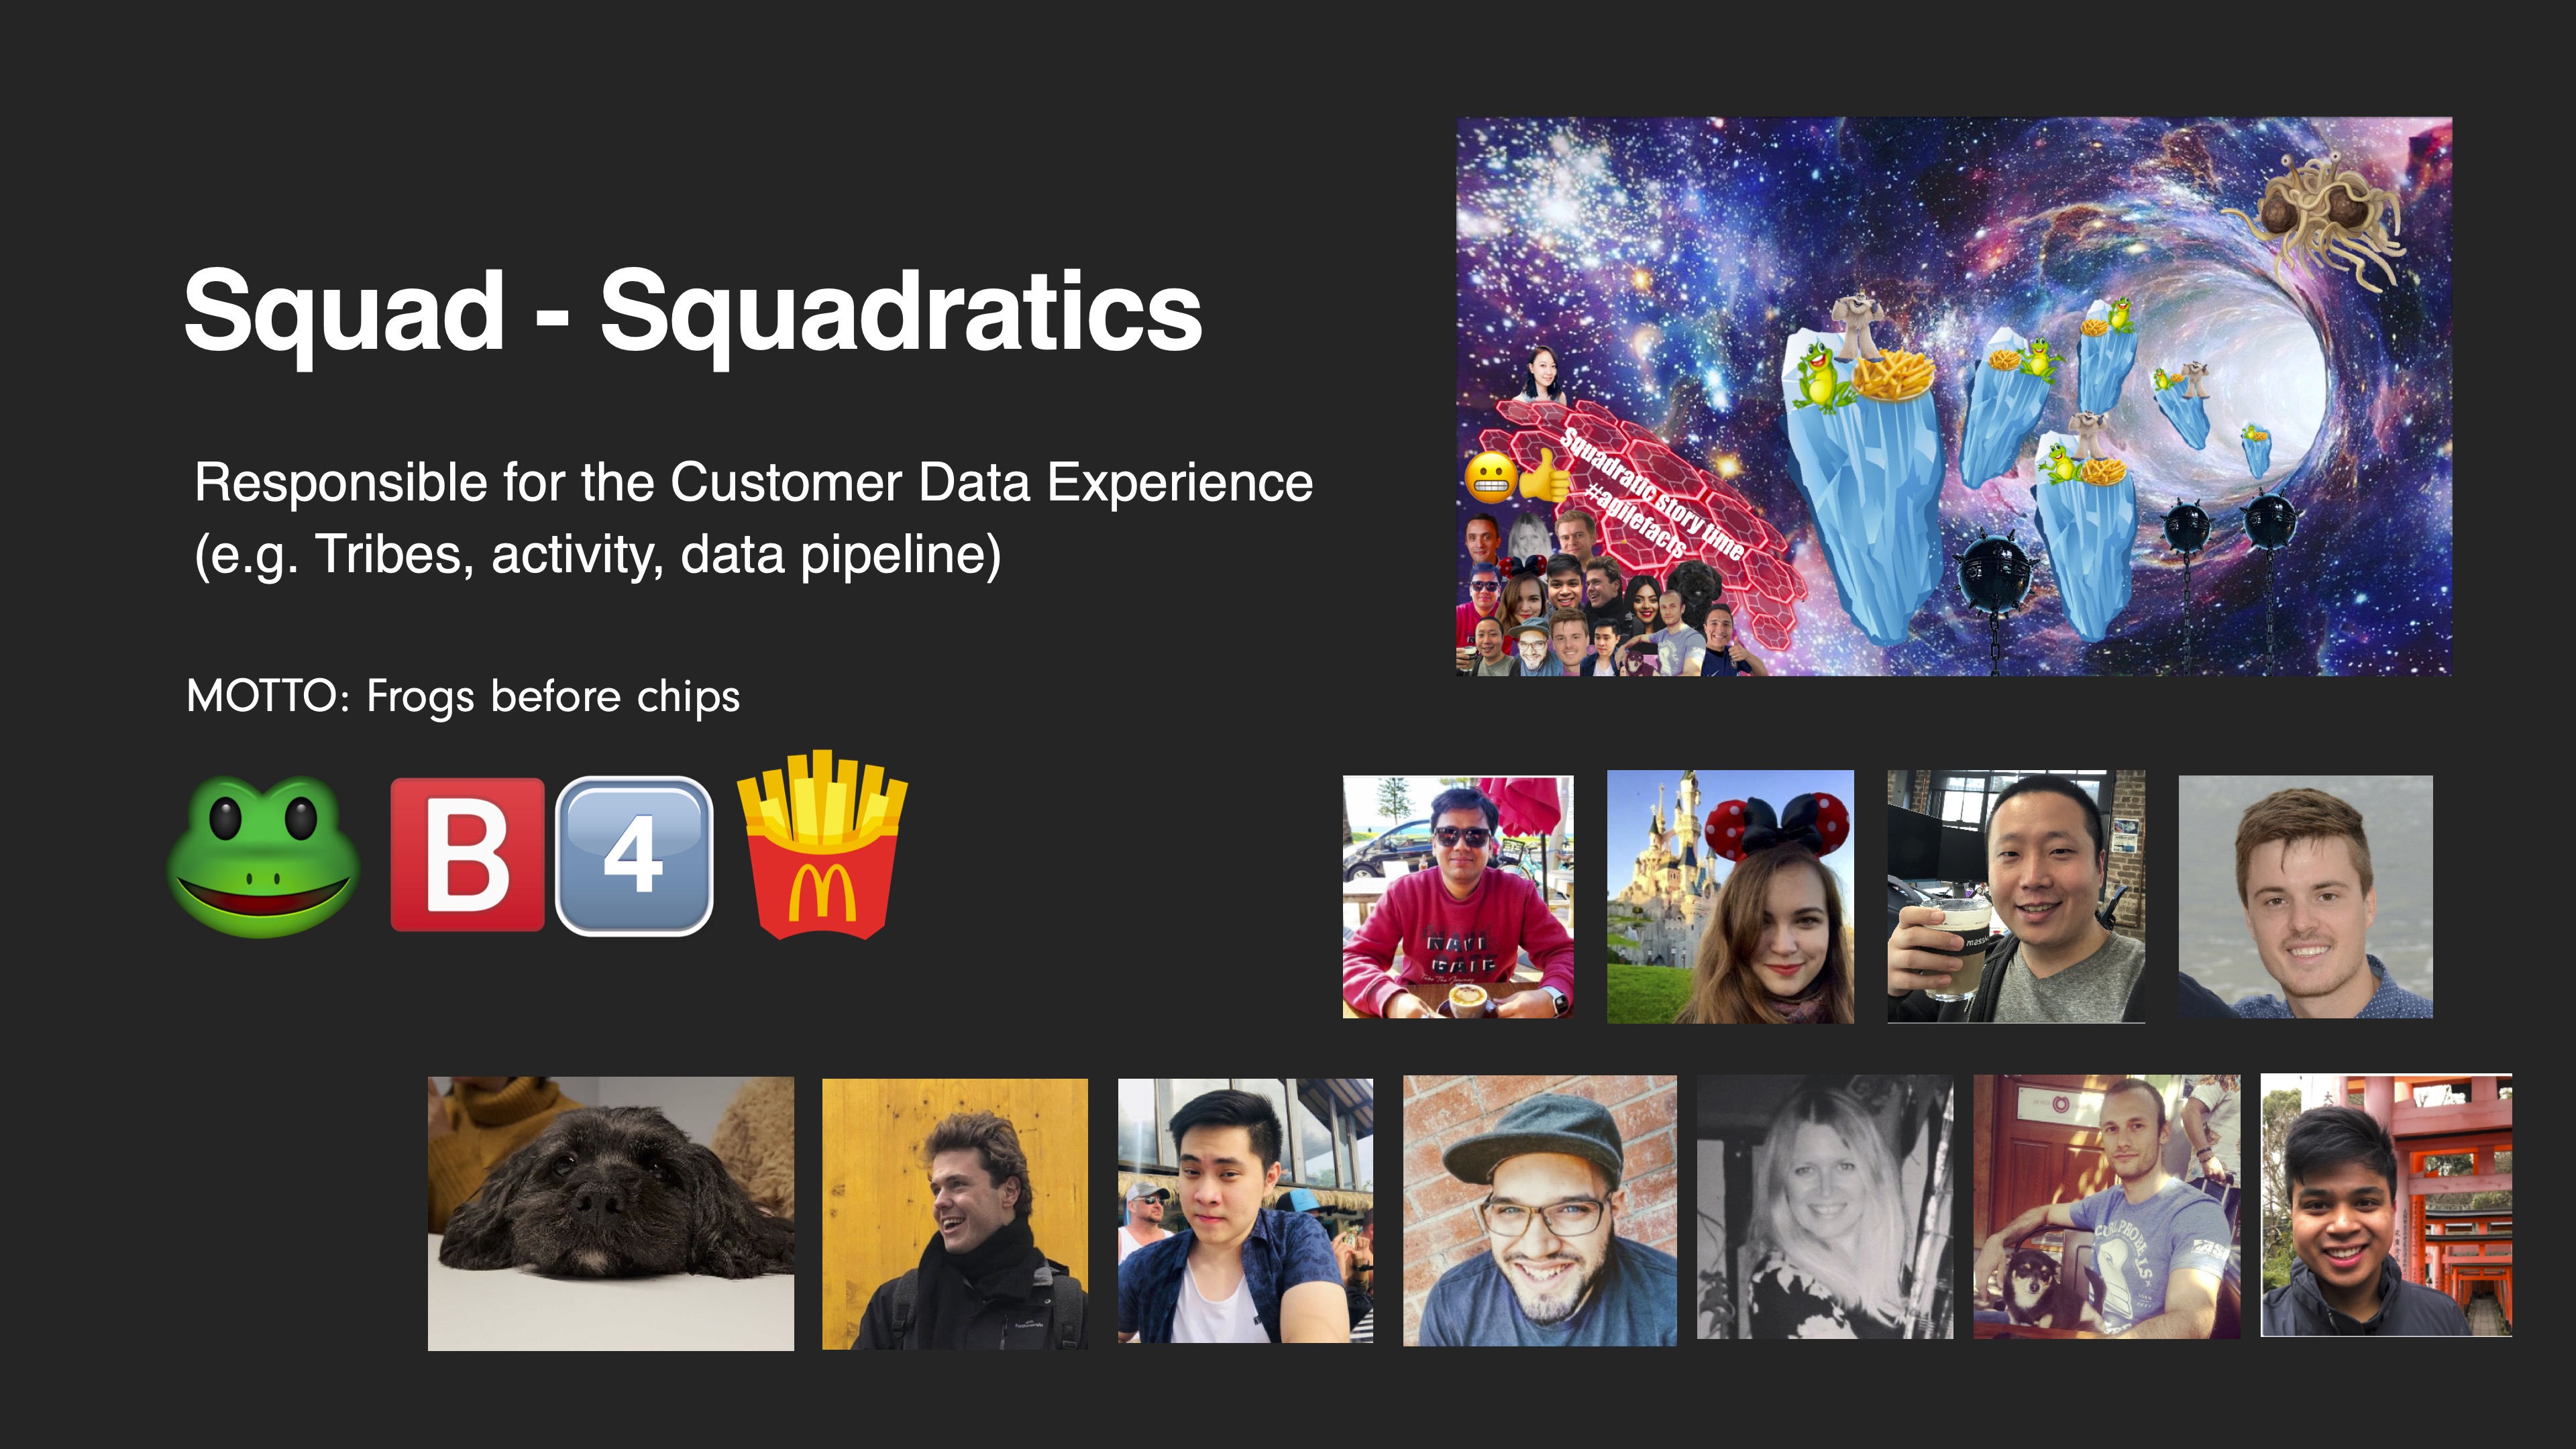 Squad - Squadratics
Responsible for the Customer Data Experience
(e.g. Tribes, activity, data pipeline)
MOTTO: Frogs before chips
B 4
Squadratic story time
#agilefacts